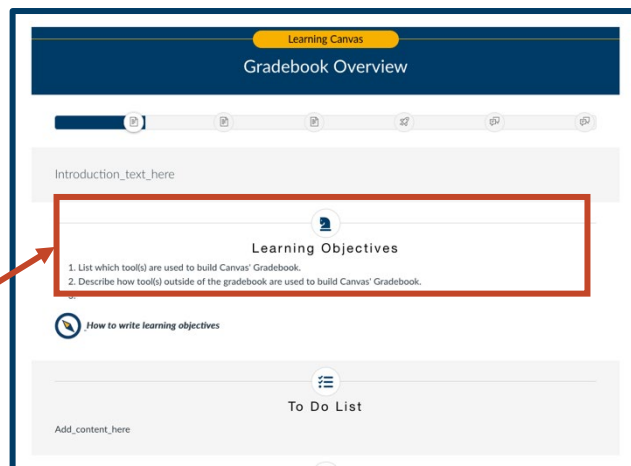 Learning Canvas
Gradebook Overview
Introduction_text_here
Learning Objectives
1. List which tool(s) are used to build Canvas' Gradebook.
2. Describe how tool(s) outside of the gradebook are used to build Canvas' Gradebook.
How to write learning objectives
To Do List
Add_content_here